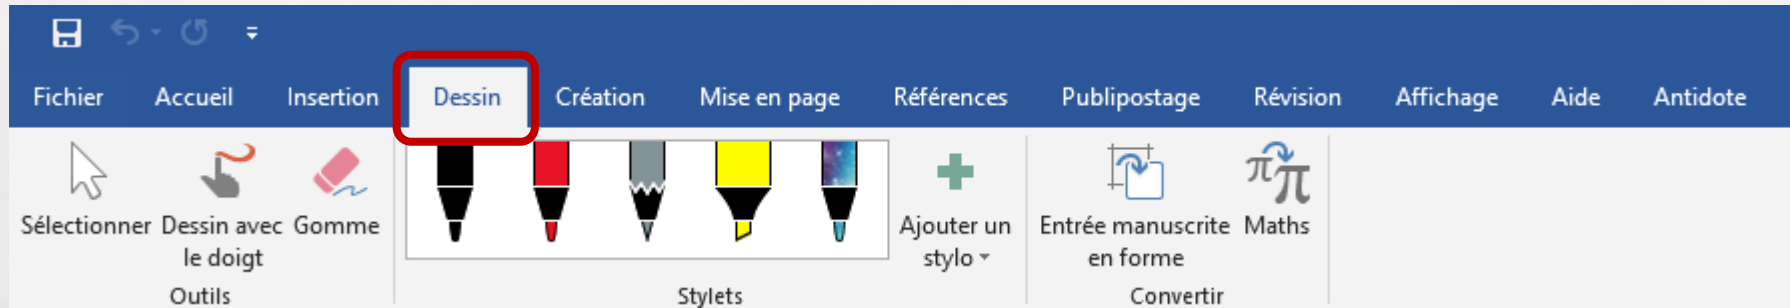 Fichier Accueil Insertion Dessin Création Mise en page Références Publipostage Révision Affichage Aide Antidote
Sélectionner Dessin avec le doigt Gomme Ajouter un stylo Entrée manuscrite en forme Maths
Outils Stylets Convertir